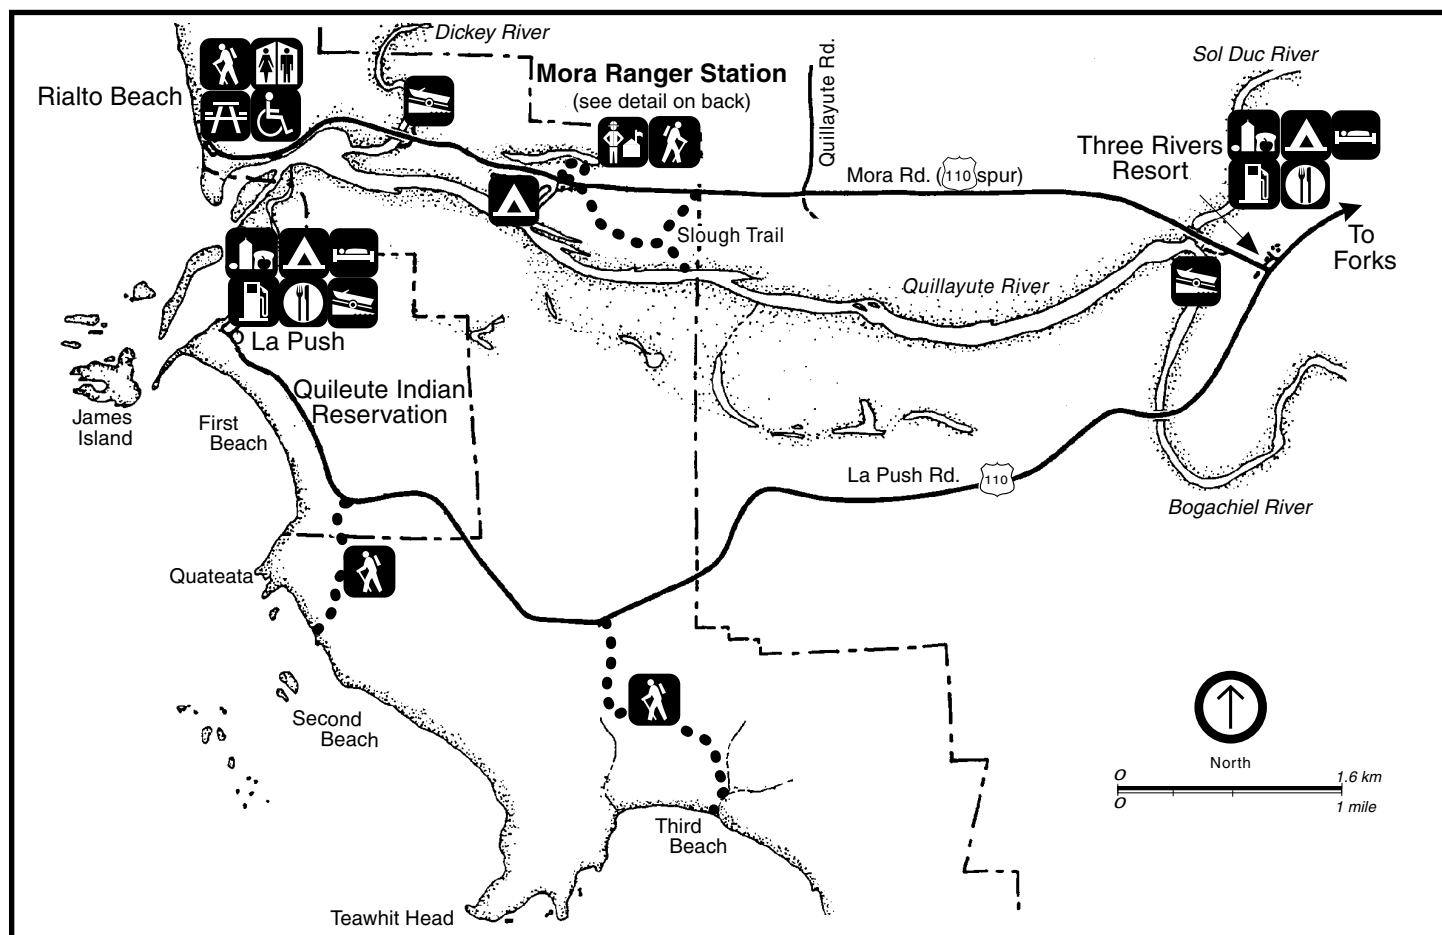 Dickey River
Sol Duc River
Quillayute Rd.
Mora Ranger Station
(see detail on back)
Rialto Beach
Three Rivers
Resort
Mora Rd. (110 spur)
To
Forks
Slough Trail
Quillayute River
La Push
Quileute Indian
Reservation
James
Island
First
Beach
La Push Rd.
110
Bogachiel River
Quateata
Second
Beach
North
0
1.6 km
0
1 mile
Third
Beach
Teawhit Head